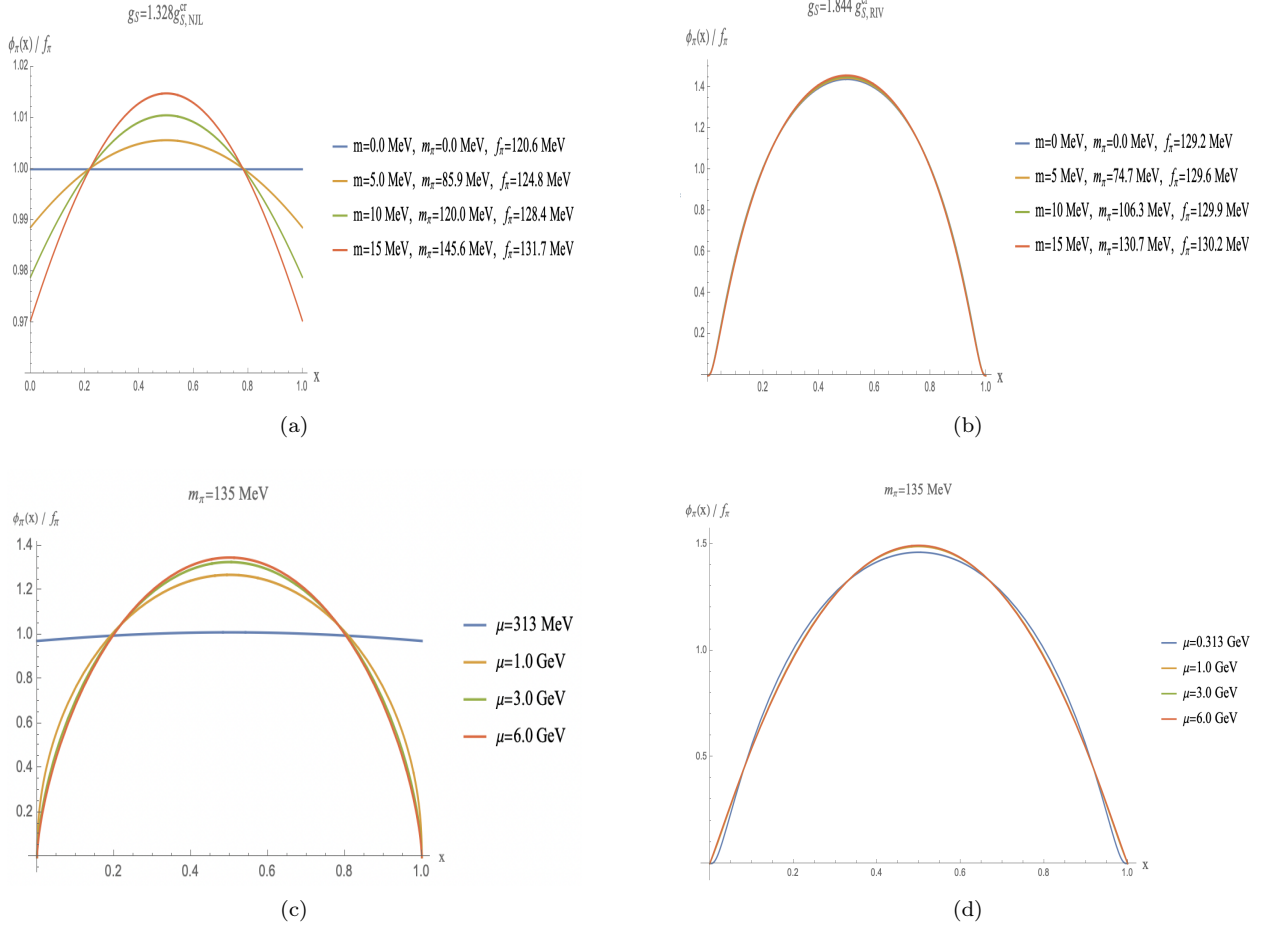 g_S=1.328g^cr_S,NJL
ϕ_π(x) / f_π
1.02
1.01
1.00
0.99
0.98
0.97
0.0 0.2 0.4 0.6 0.8 1.0 x
m=0.0 MeV, m_π=0.0 MeV, f_π=120.6 MeV
m=5.0 MeV, m_π=85.9 MeV, f_π=124.8 MeV
m=10 MeV, m_π=120.0 MeV, f_π=128.4 MeV
m=15 MeV, m_π=145.6 MeV, f_π=131.7 MeV
(a)
g_S=1.844 g^cr_S,RIV
ϕ_π(x) / f_π
1.4
1.2
1.0
0.8
0.6
0.4
0.2
0.2 0.4 0.6 0.8 1.0 x
m=0 MeV, m_π=0.0 MeV, f_π=129.2 MeV
m=5 MeV, m_π=74.7 MeV, f_π=129.6 MeV
m=10 MeV, m_π=106.3 MeV, f_π=129.9 MeV
m=15 MeV, m_π=130.7 MeV, f_π=130.2 MeV
(b)
m_π=135 MeV
ϕ_π(x) / f_π
1.4
1.2
1.0
0.8
0.6
0.4
0.2
0.2 0.4 0.6 0.8 1.0 x
μ=313 MeV
μ=1.0 GeV
μ=3.0 GeV
μ=6.0 GeV
(c)
m_π=135 MeV
ϕ_π(x) / f_π
1.5
1.0
0.5
0.2 0.4 0.6 0.8 1.0 x
μ=0.313 GeV
μ=1.0 GeV
μ=3.0 GeV
μ=6.0 GeV
(d)